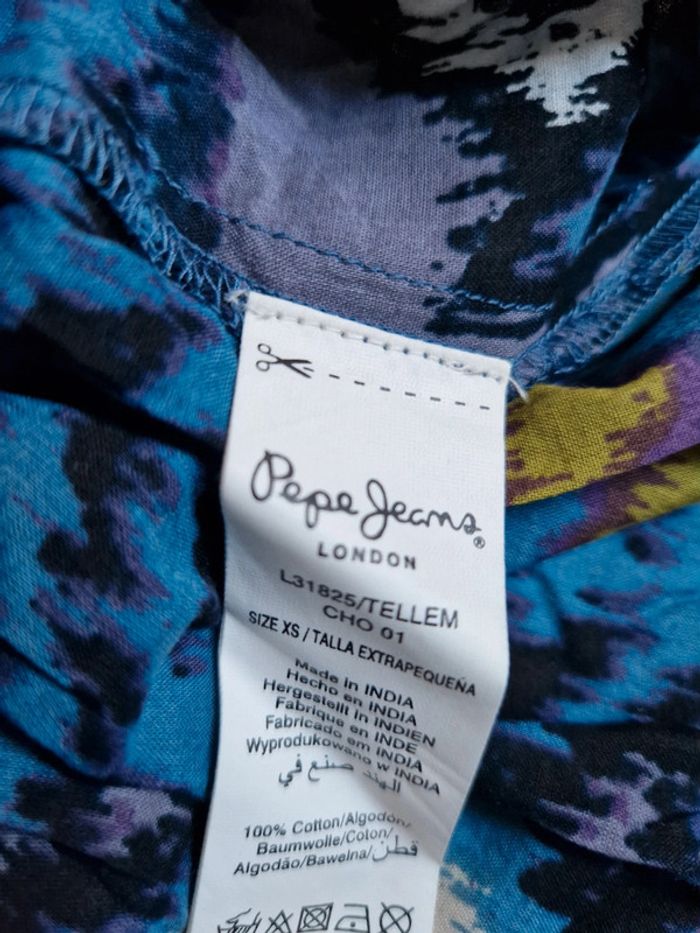 Pepe Jeans®
LONDON
L31825/TELLEM
CHO 01
SIZE XS / TALLA EXTRAPEQUEÑA
Made in INDIA
Hecho en INDIA
Hergestellt in INDIEN
Fabrique en INDE
Fabricado em INDIA
Wyprodukowano w INDIA
الهند صنع في
100% Cotton/Algodón/
Baumwolle/Coton/
Algodão/Bawełna/قطن